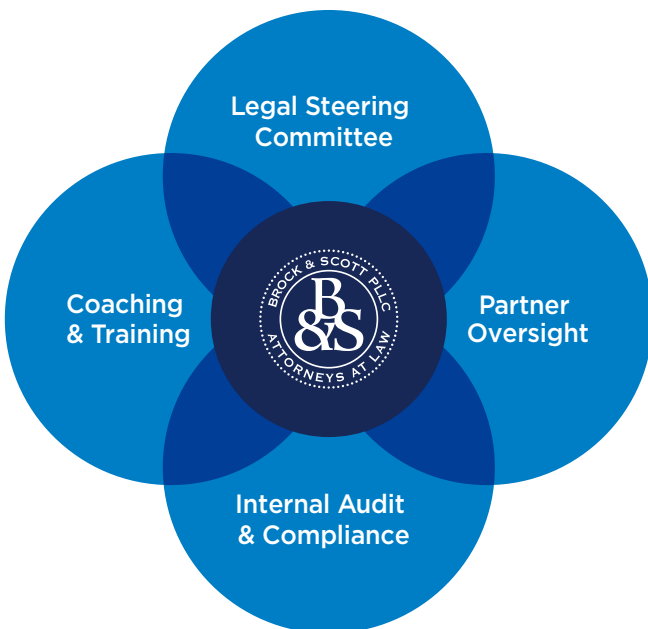 Legal Steering
Committee
Coaching
& Training
BROCK & SCOTT PLLC
B
&S
ATTORNEYS AT LAW
Partner
Oversight
Internal Audit
& Compliance